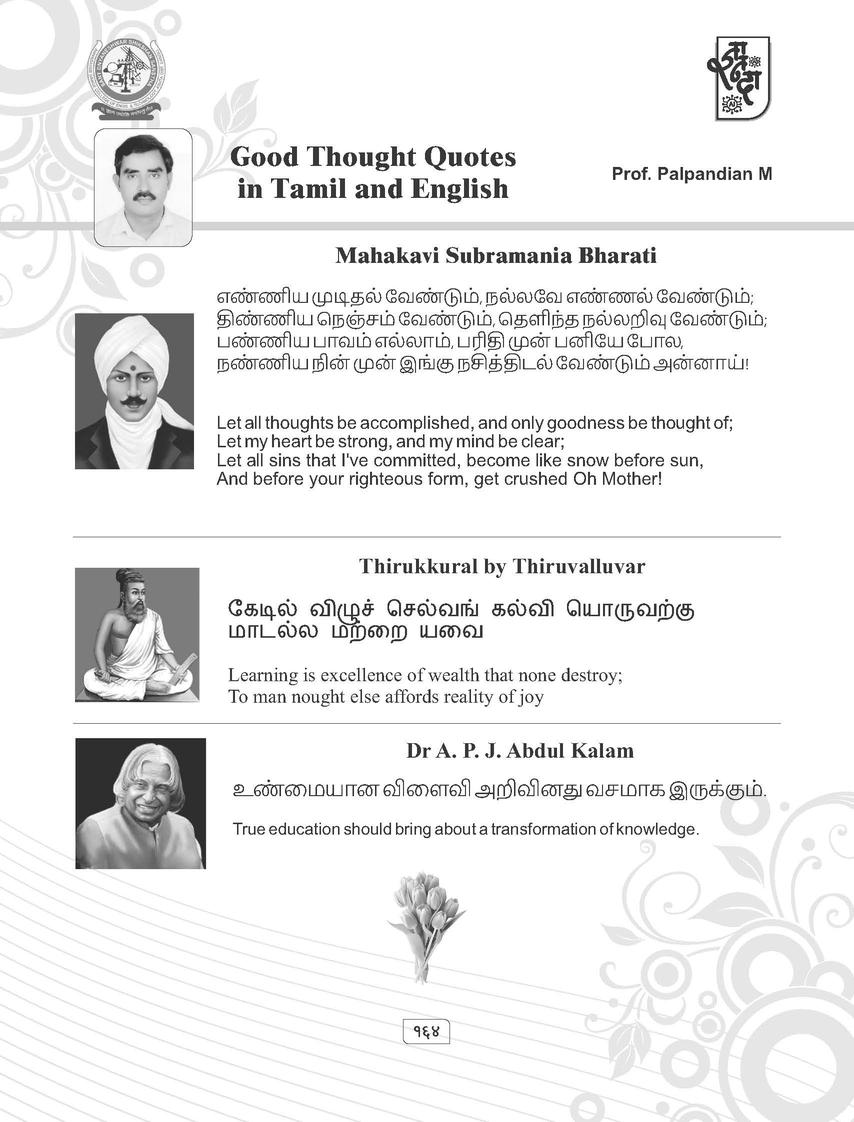 Good Thought Quotes
in Tamil and English
Prof. Palpandian M
Mahakavi Subramania Bharati
எண்ணிய முடிதல் வேண்டும், நல்லவே எண்ணல் வேண்டும்;
திண்ணிய நெஞ்சம் வேண்டும், தெளிந்த நல்லறிவு வேண்டும்;
பண்ணிய பாவம் எல்லாம், பரிதி முன் பனியே போல,
நண்ணிய நின் முன் இங்கு நசித்திடல் வேண்டும் அன்னாய்!
Let all thoughts be accomplished, and only goodness be thought of;
Let my heart be strong, and my mind be clear;
Let all sins that I've committed, become like snow before sun,
And before your righteous form, get crushed Oh Mother!
Thirukkural by Thiruvalluvar
கேடில் விழுச் செல்வங் கல்வி யொருவற்கு
மாடல்ல மற்றை யவை
Learning is excellence of wealth that none destroy;
To man nought else affords reality of joy
Dr A. P. J. Abdul Kalam
உண்மையான விளைவி அறிவினது வசமாக இருக்கும்.
True education should bring about a transformation of knowledge.
१६४